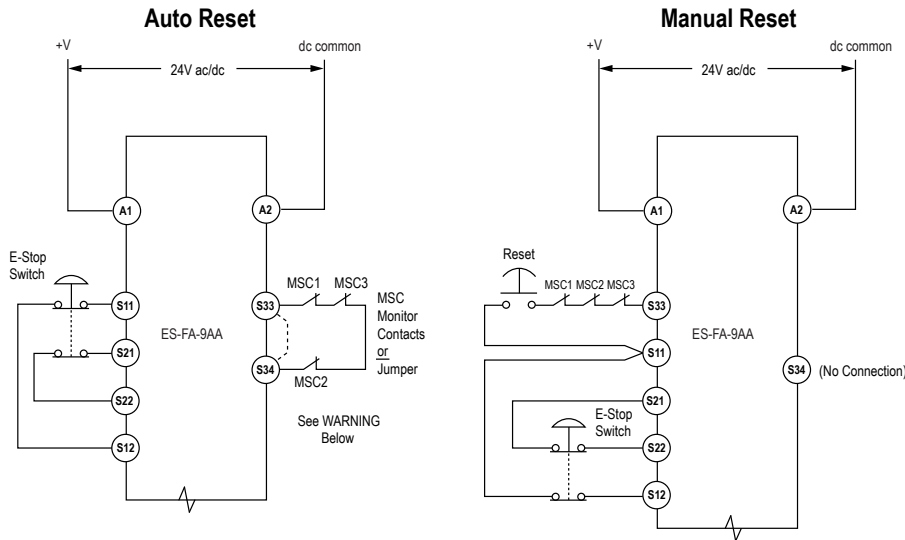 Auto Reset
+V
dc common
24V ac/dc
A1
A2
E-Stop
Switch
S11
S21
S22
S12
ES-FA-9AA
S33
S34
MSC1
MSC3
MSC2
MSC
Monitor
Contacts
or
Jumper
See WARNING
Below
Manual Reset
+V
dc common
24V ac/dc
A1
A2
Reset
MSC1
MSC2
MSC3
S33
S11
ES-FA-9AA
S21
S34
(No Connection)
E-Stop
Switch
S22
S12